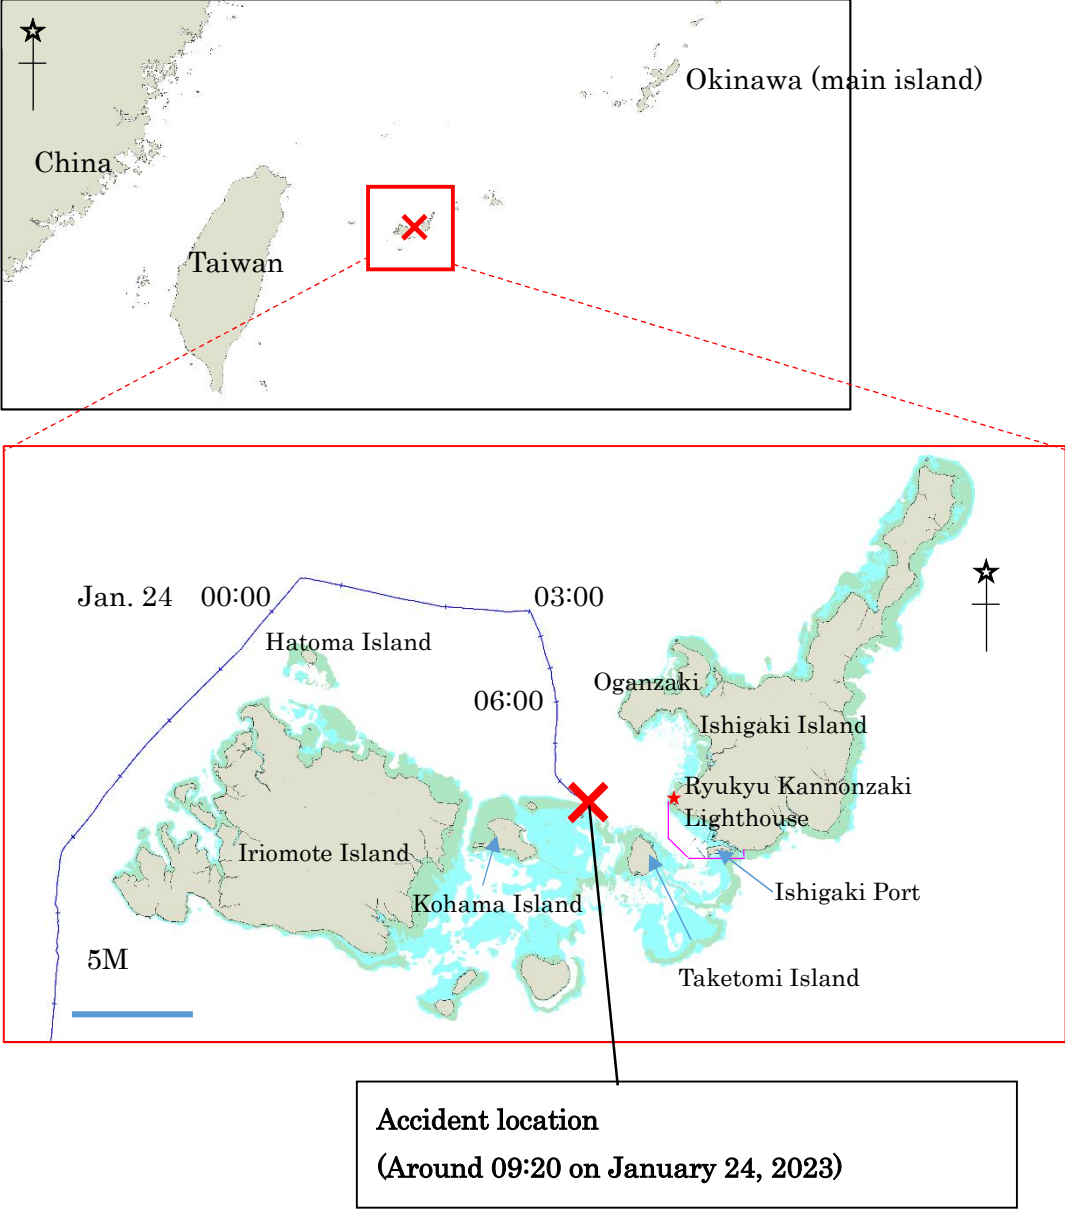 Okinawa (main island)
China
Taiwan
Jan. 24 00:00
03:00
Hatoma Island
Oganzaki
06:00
Ishigaki Island
Ryukyu Kannonzaki
Lighthouse
Iriomote Island
Ishigaki Port
Kohama Island
5M
Taketomi Island
Accident location
(Around 09:20 on January 24, 2023)